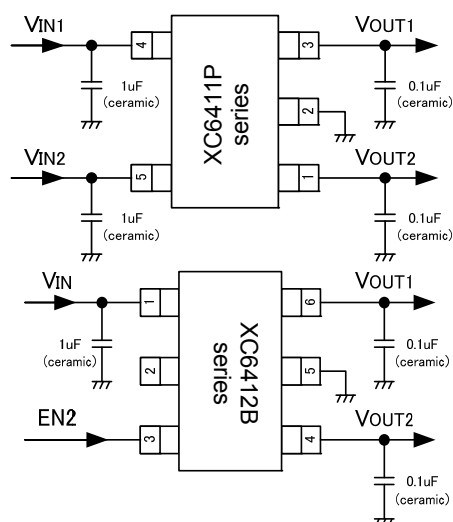 VIN1
4
3
VOUT1
1uF
(ceramic)
0.1uF
(ceramic)
XC6411P
series
2
VIN2
5
1
VOUT2
1uF
(ceramic)
0.1uF
(ceramic)
VIN
1
6
VOUT1
1uF
(ceramic)
0.1uF
(ceramic)
XC6412B
series
2
5
EN2
3
4
VOUT2
0.1uF
(ceramic)